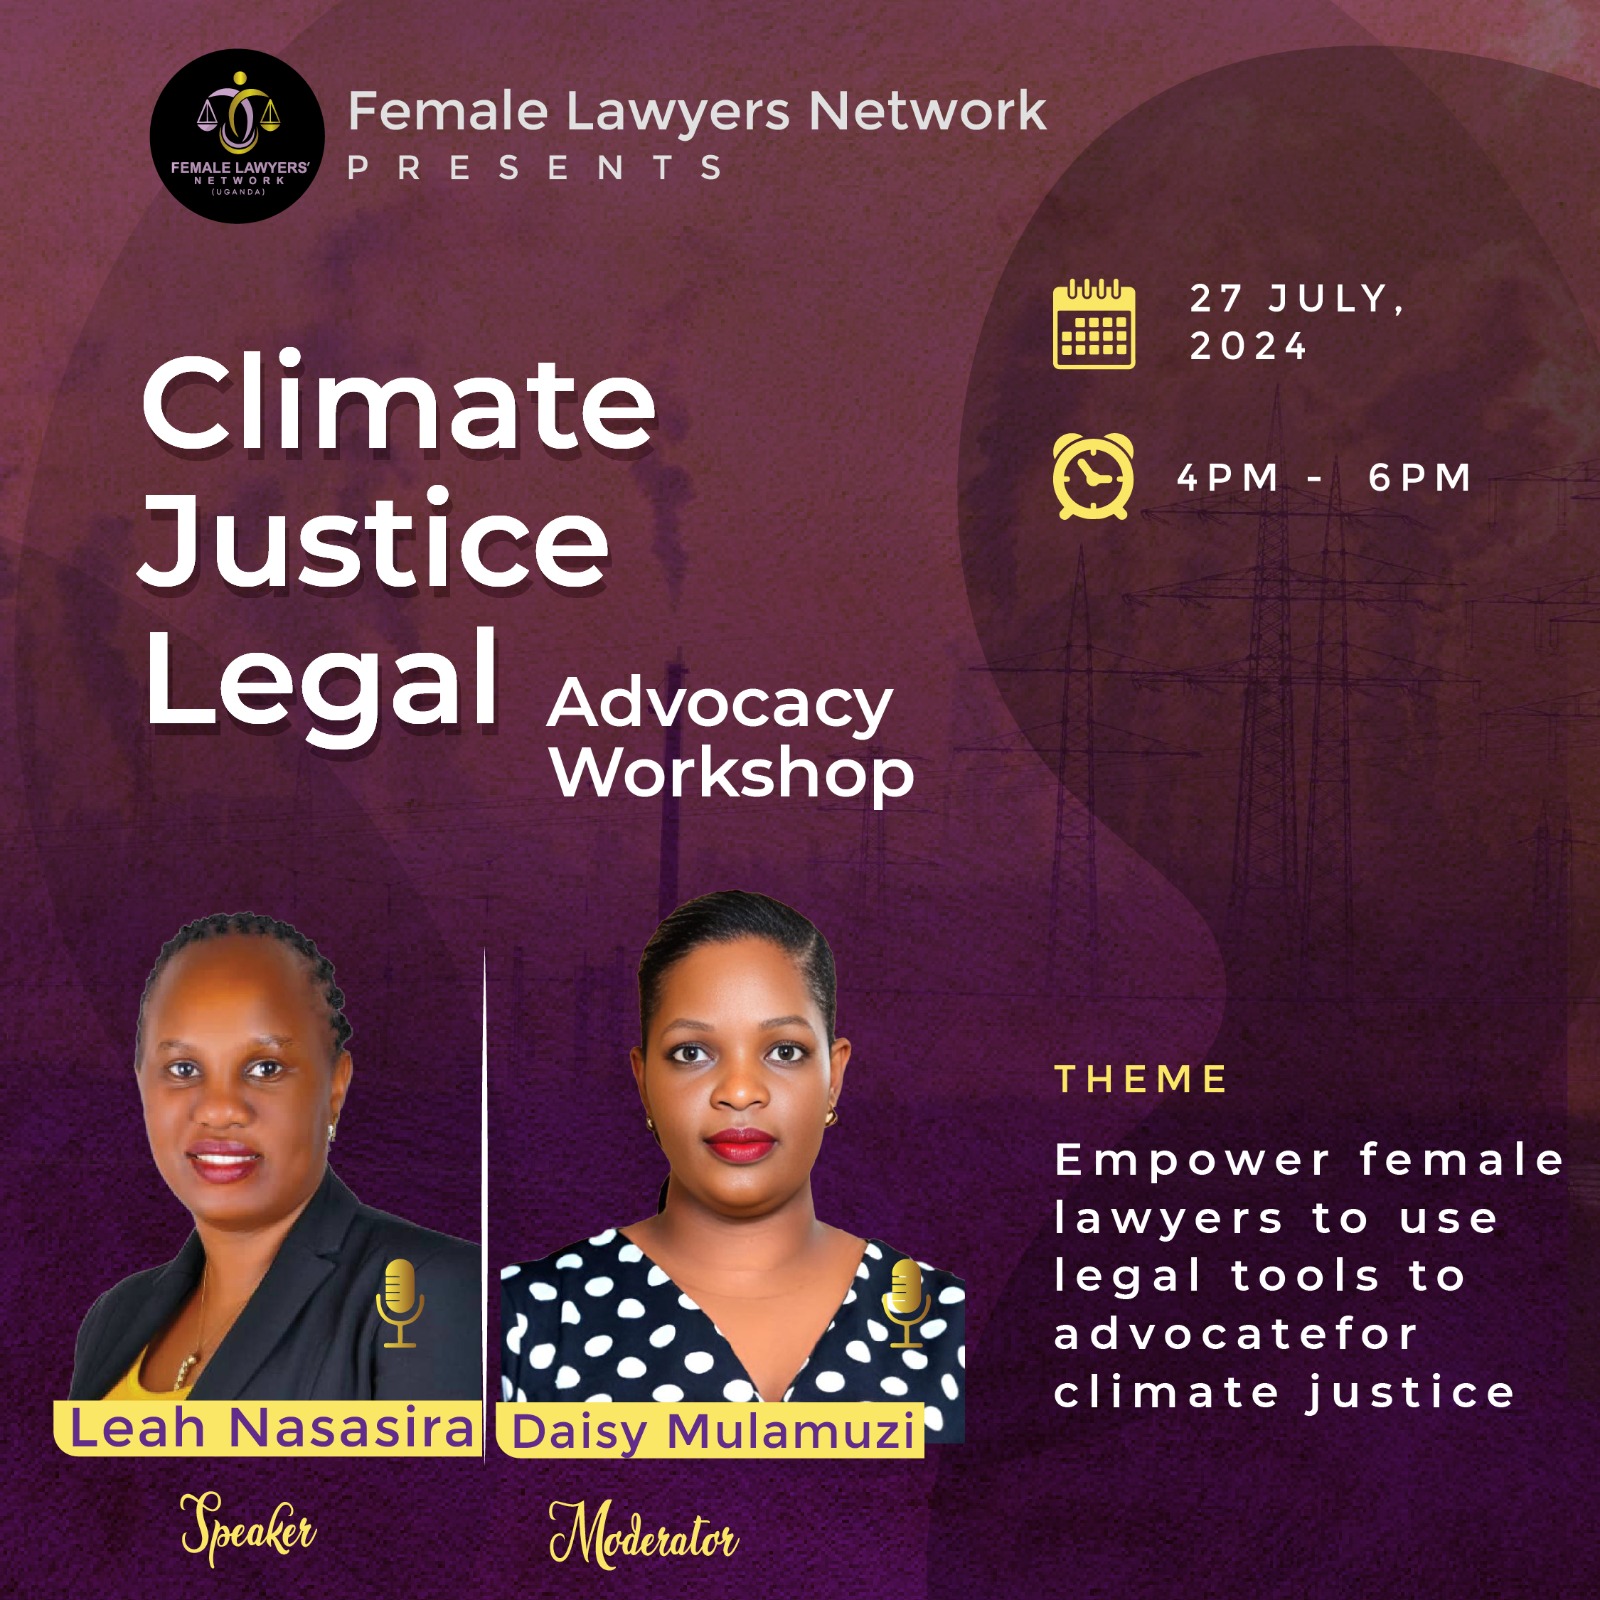 FEMALE LAWYERS'
NETWORK
(UGANDA)
Female Lawyers Network
PRESENTS
27 JULY,
2024
4PM - 6PM
Climate
Justice
Legal
Advocacy
Workshop
THEME
Empower female
lawyers to use
legal tools to
advocatefor
climate justice
Leah Nasasira
Speaker
Daisy Mulamuzi
Moderator